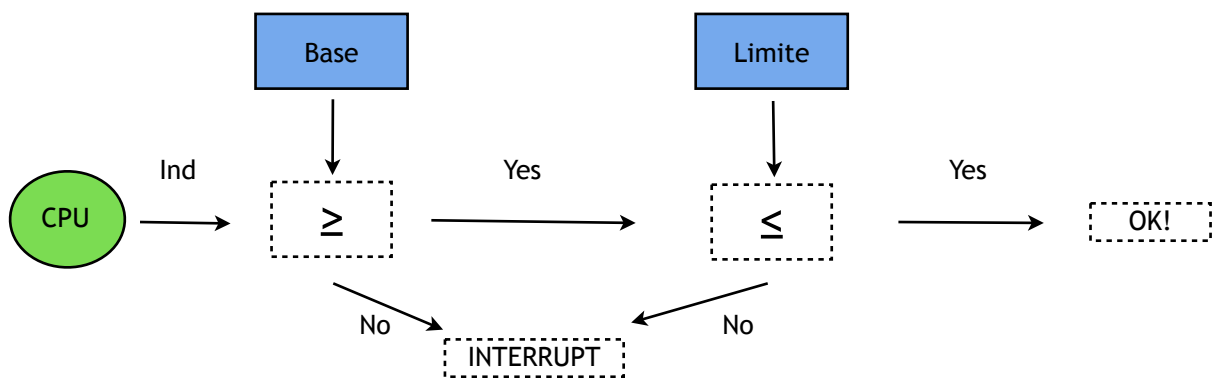 Base
Limite
Ind
Yes
Yes
CPU
≥
≤
OK!
No
No
INTERRUPT